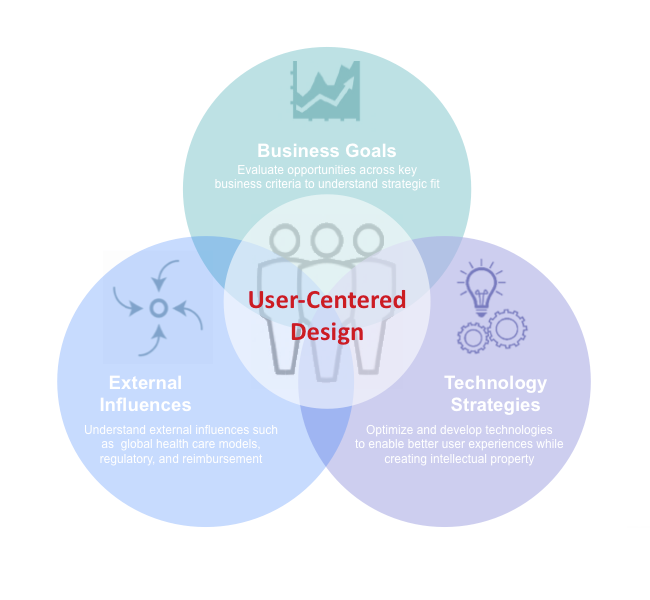 Business Goals
Evaluate opportunities across key
business criteria to understand strategic fit
User-Centered
Design
External
Influences
Understand external influences such
as global health care models,
regulatory, and reimbursement
Technology
Strategies
Optimize and develop technologies
to enable better user experiences while
creating intellectual property